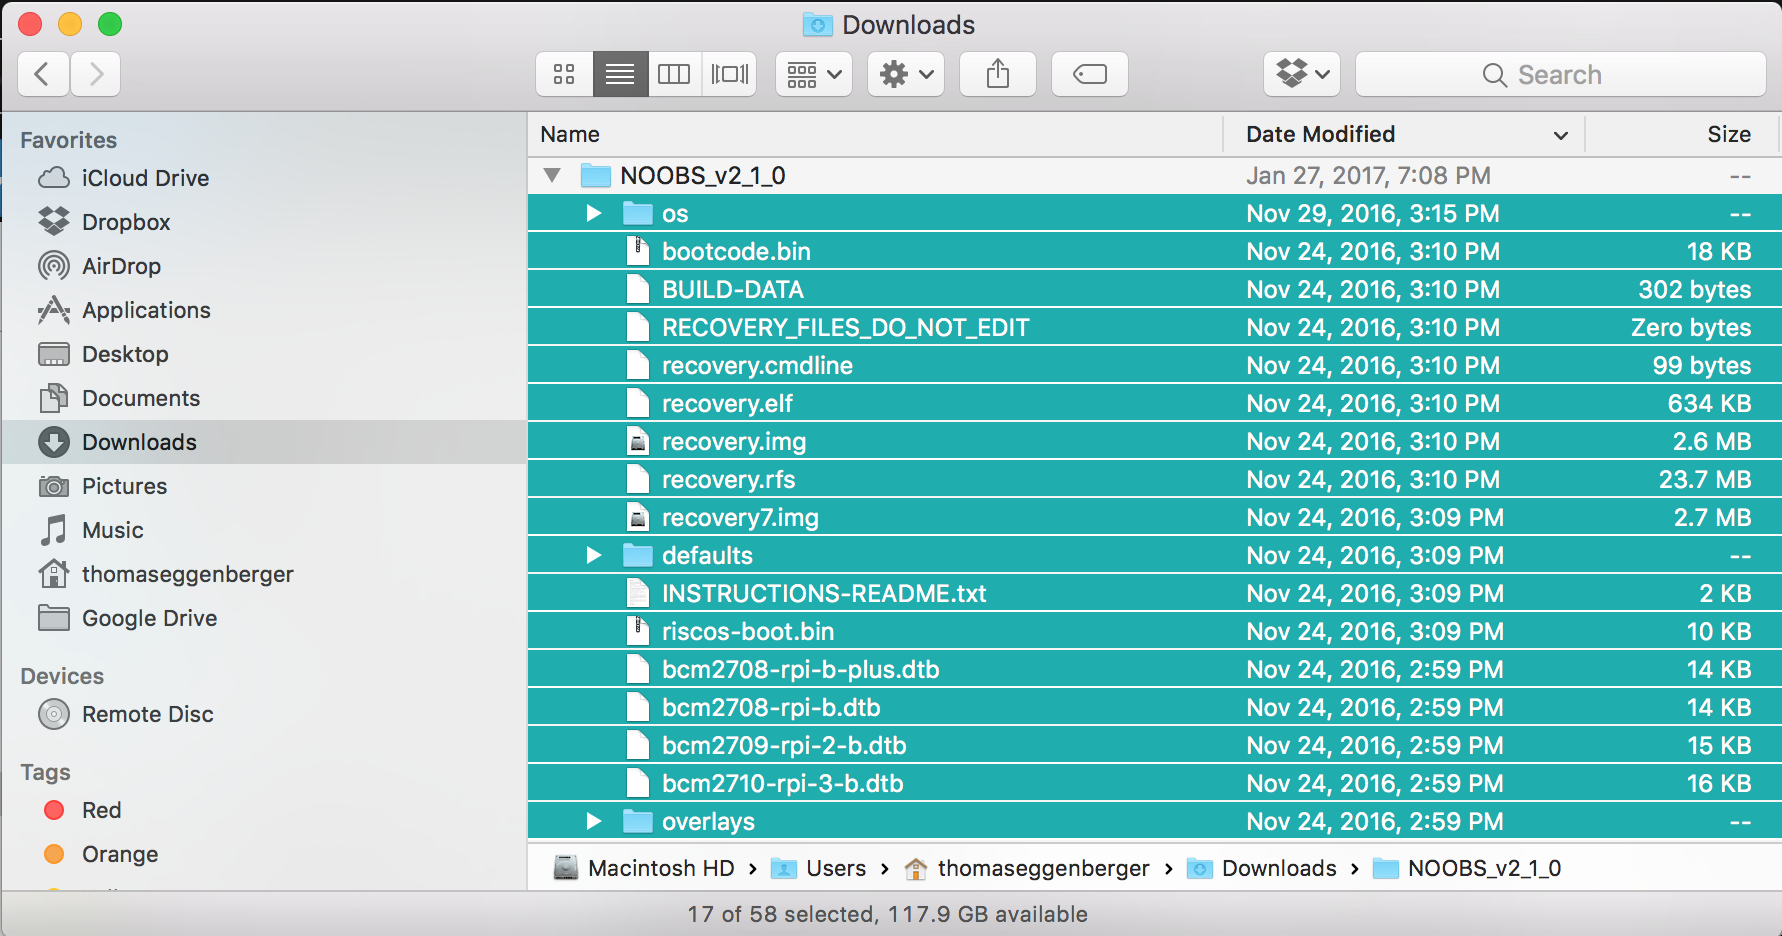 Downloads
Search
Favorites
iCloud Drive
Dropbox
AirDrop
Applications
Desktop
Documents
Downloads
Pictures
Music
thomaseggenberger
Google Drive
Devices
Remote Disc
Tags
Red
Orange
Name Date Modified Size
NOOBS_v2_1_0 Jan 27, 2017, 7:08 PM --
os Nov 29, 2016, 3:15 PM --
bootcode.bin Nov 24, 2016, 3:10 PM 18 KB
BUILD-DATA Nov 24, 2016, 3:10 PM 302 bytes
RECOVERY_FILES_DO_NOT_EDIT Nov 24, 2016, 3:10 PM Zero bytes
recovery.cmdline Nov 24, 2016, 3:10 PM 99 bytes
recovery.elf Nov 24, 2016, 3:10 PM 634 KB
recovery.img Nov 24, 2016, 3:10 PM 2.6 MB
recovery.rfs Nov 24, 2016, 3:10 PM 23.7 MB
recovery7.img Nov 24, 2016, 3:09 PM 2.7 MB
defaults Nov 24, 2016, 3:09 PM --
INSTRUCTIONS-README.txt Nov 24, 2016, 3:09 PM 2 KB
riscos-boot.bin Nov 24, 2016, 3:09 PM 10 KB
bcm2708-rpi-b-plus.dtb Nov 24, 2016, 2:59 PM 14 KB
bcm2708-rpi-b.dtb Nov 24, 2016, 2:59 PM 14 KB
bcm2709-rpi-2-b.dtb Nov 24, 2016, 2:59 PM 15 KB
bcm2710-rpi-3-b.dtb Nov 24, 2016, 2:59 PM 16 KB
overlays Nov 24, 2016, 2:59 PM --
Macintosh HD › Users › thomaseggenberger › Downloads › NOOBS_v2_1_0
17 of 58 selected, 117.9 GB available